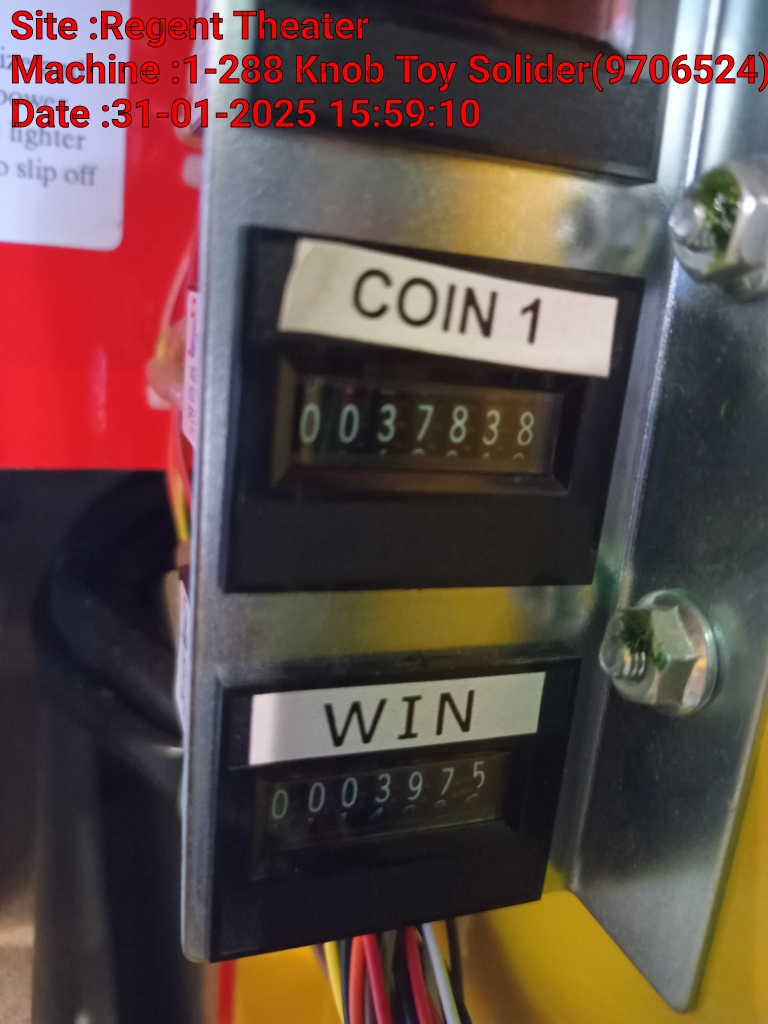 Site :Regent Theater
Machine :1-288 Knob Toy Solider(9706524)
Date :31-01-2025 15:59:10
lighter
slip off
COIN 1
0037838
WIN
0003975